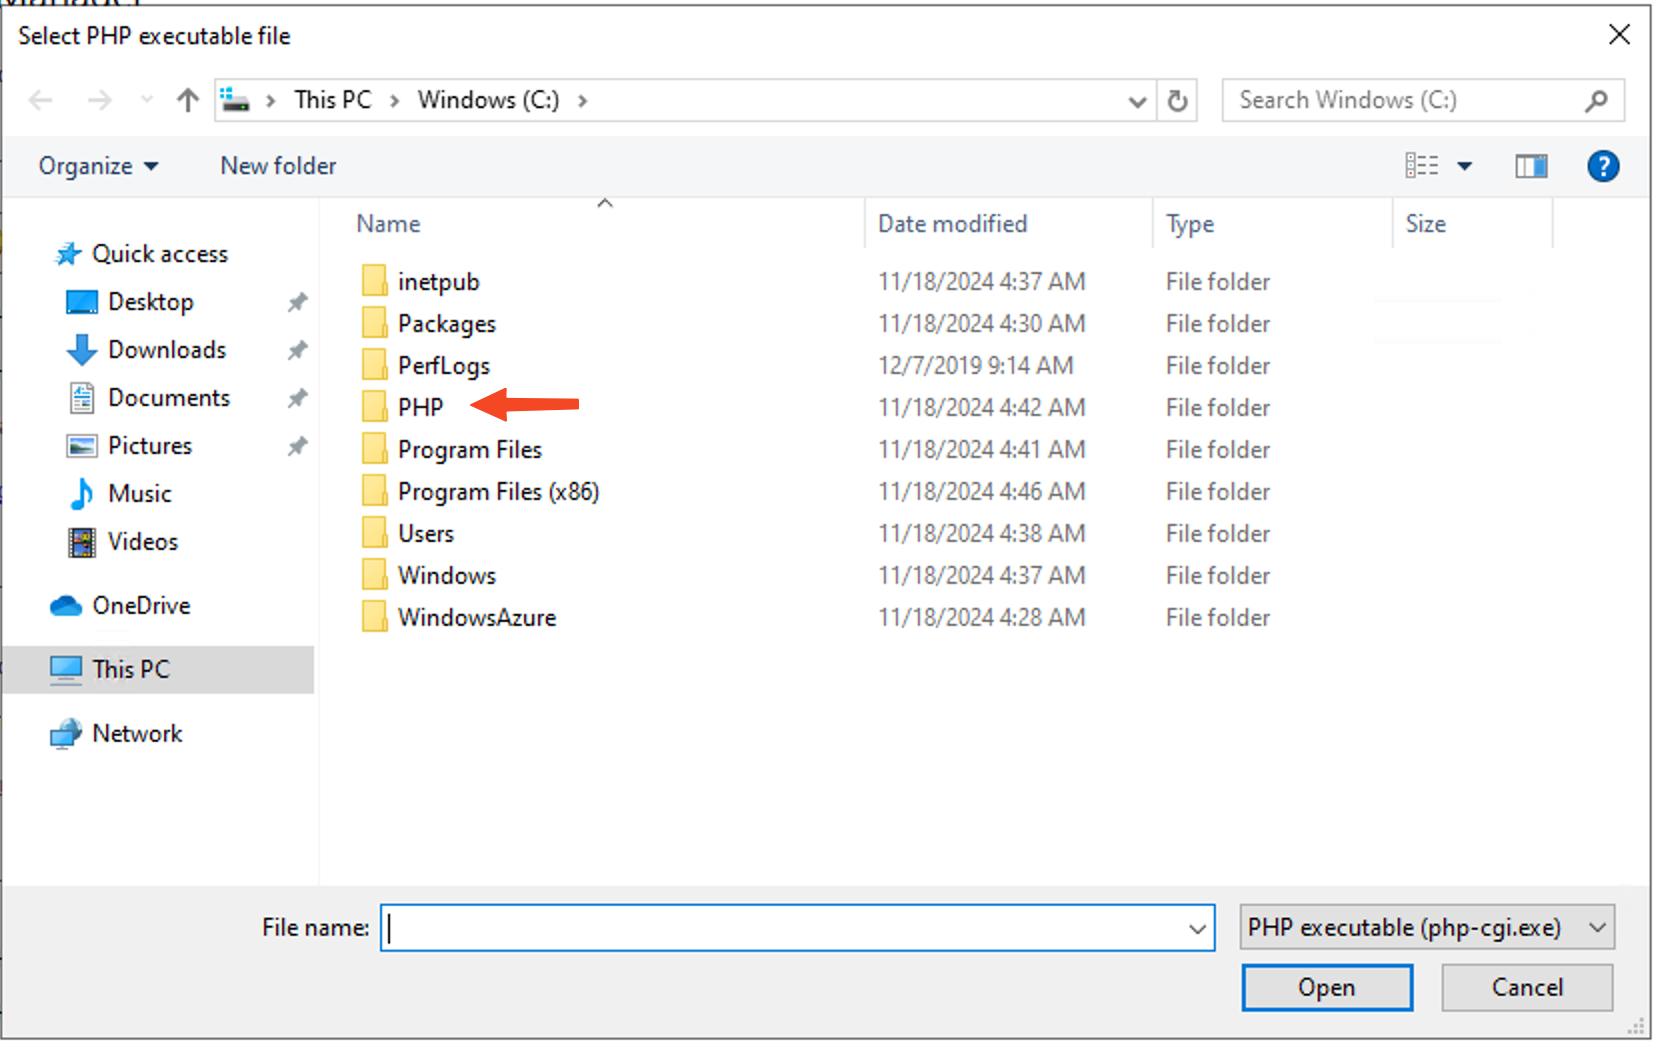 Manager
Select PHP executable file
This PC Windows (C:)
Search Windows (C:)
Organize New folder
?
Name Date modified Type Size
Quick access
Desktop
Downloads
Documents
Pictures
Music
Videos
OneDrive
This PC
Network
inetpub 11/18/2024 4:37 AM File folder
Packages 11/18/2024 4:30 AM File folder
PerfLogs 12/7/2019 9:14 AM File folder
PHP 11/18/2024 4:42 AM File folder
Program Files 11/18/2024 4:41 AM File folder
Program Files (x86) 11/18/2024 4:46 AM File folder
Users 11/18/2024 4:38 AM File folder
Windows 11/18/2024 4:37 AM File folder
WindowsAzure 11/18/2024 4:28 AM File folder
File name: PHP executable (php-cgi.exe)
Open Cancel